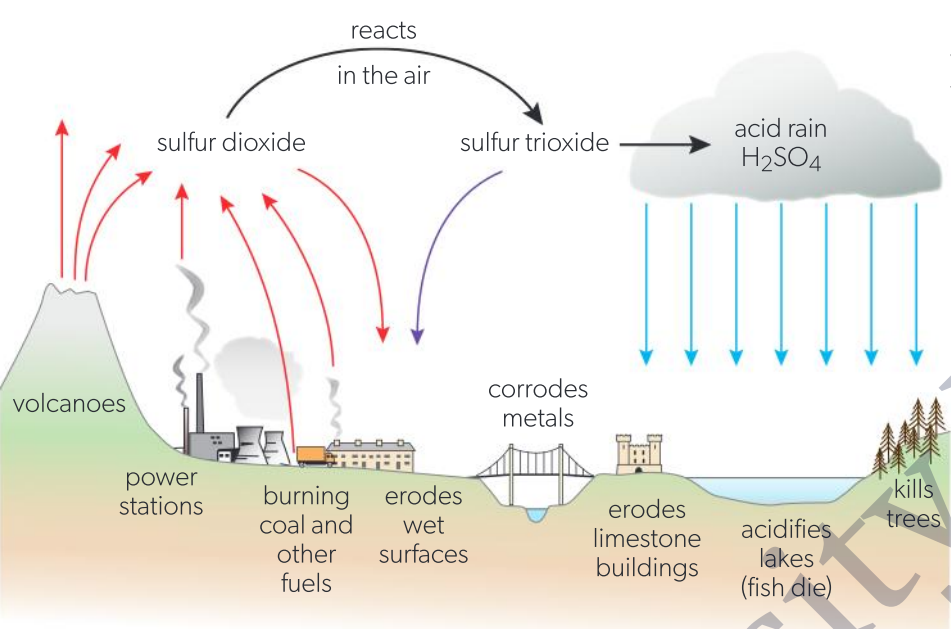 reacts
in the air
sulfur dioxide
sulfur trioxide
acid rain
H₂SO₄
volcanoes
power
stations
burning
coal and
other
fuels
erodes
wet
surfaces
corrodes
metals
erodes
limestone
buildings
acidifies
lakes
(fish die)
kills
trees
sity